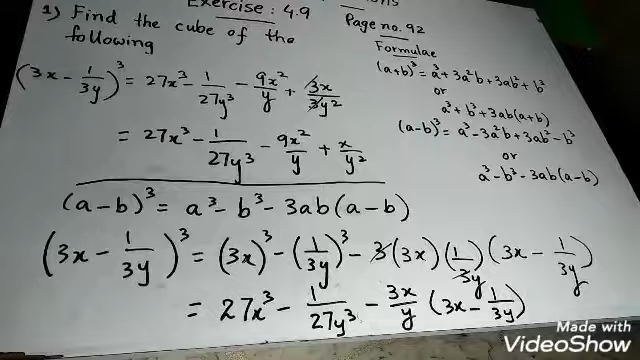 Exercise : 4.9
Page no. 92
1) Find the cube of the
following
(3x - 1/3y)³ = 27x³ - 1/27y³ - 9x²/y + 3x/3y²
= 27x³ - 1/27y³ - 9x²/y + x/y²
Formulae
(a+b)³ = a³ + 3a²b + 3ab² + b³
or
a³ + b³ + 3ab(a+b)
(a-b)³ = a³ - 3a²b + 3ab² - b³
or
a³ - b³ - 3ab(a-b)
(a-b)³ = a³ - b³ - 3ab(a-b)
(3x - 1/3y)³ = (3x)³ - (1/3y)³ - 3(3x)(1/3y)(3x - 1/3y)
= 27x³ - 1/27y³ - 3x/y (3x - 1/3y)
Made with
VideoShow